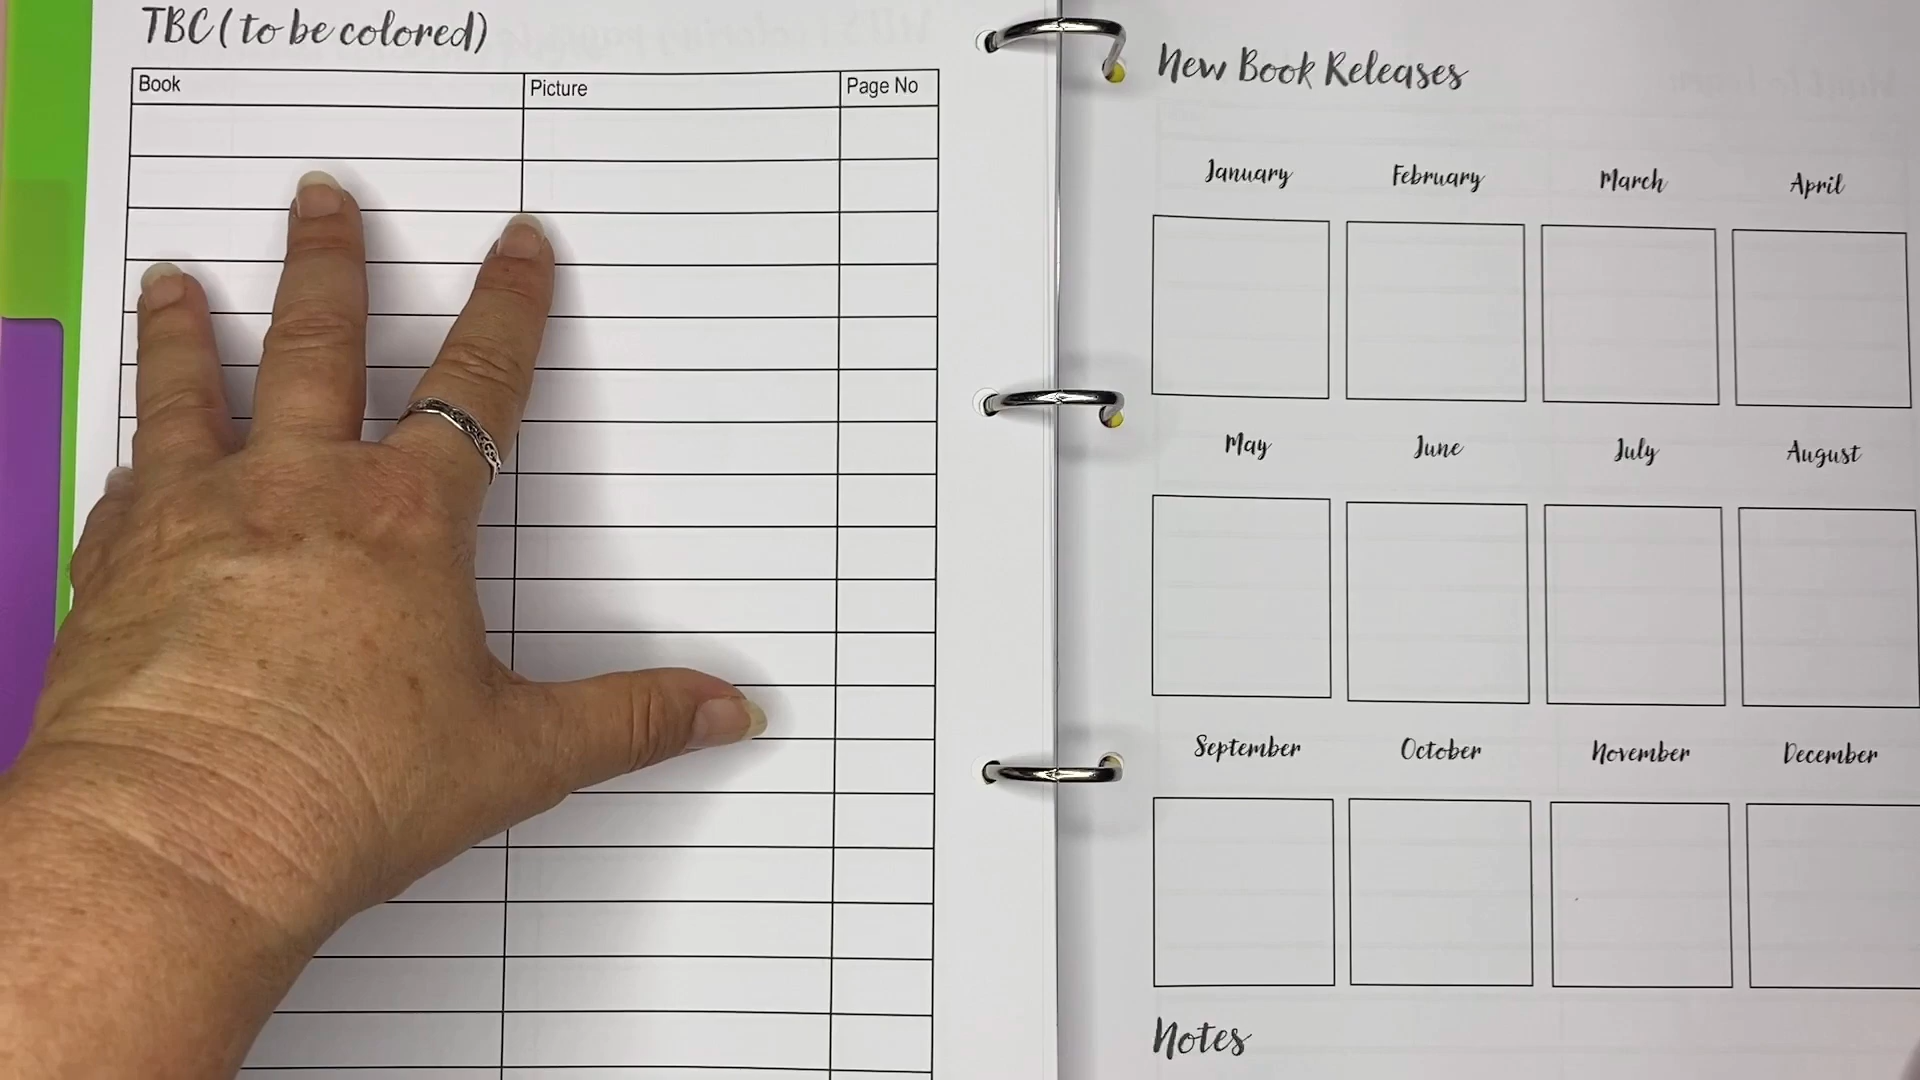 TBC (to be colored)
Book Picture Page No
New Book Releases
January February March April
May June July August
September October November December
Notes